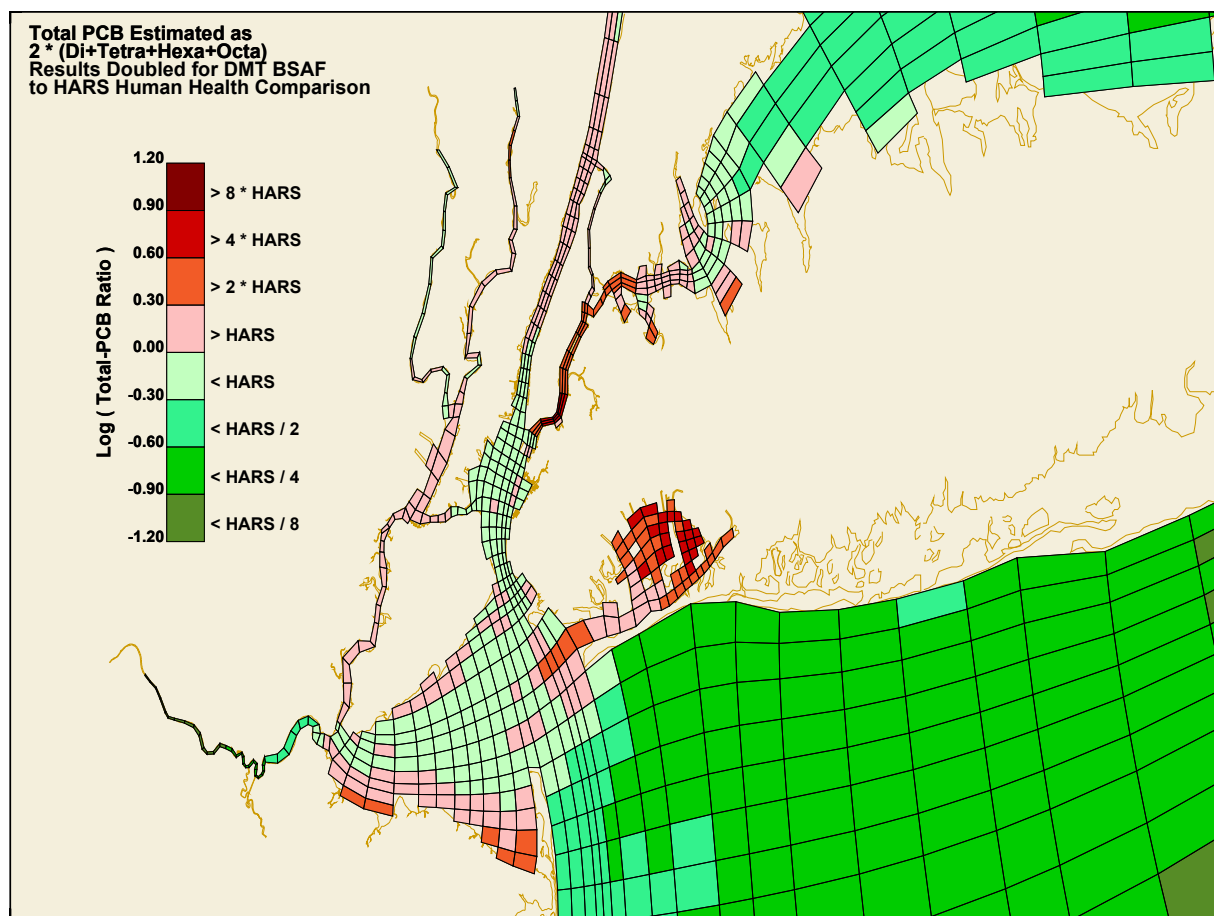 Total PCB Estimated as
2 * (Di+Tetra+Hexa+Octa)
Results Doubled for DMT BSAF
to HARS Human Health Comparison
Log ( Total-PCB Ratio )
1.20
> 8 * HARS
0.90
> 4 * HARS
0.60
> 2 * HARS
0.30
> HARS
0.00
< HARS
-0.30
< HARS / 2
-0.60
< HARS / 4
-0.90
< HARS / 8
-1.20